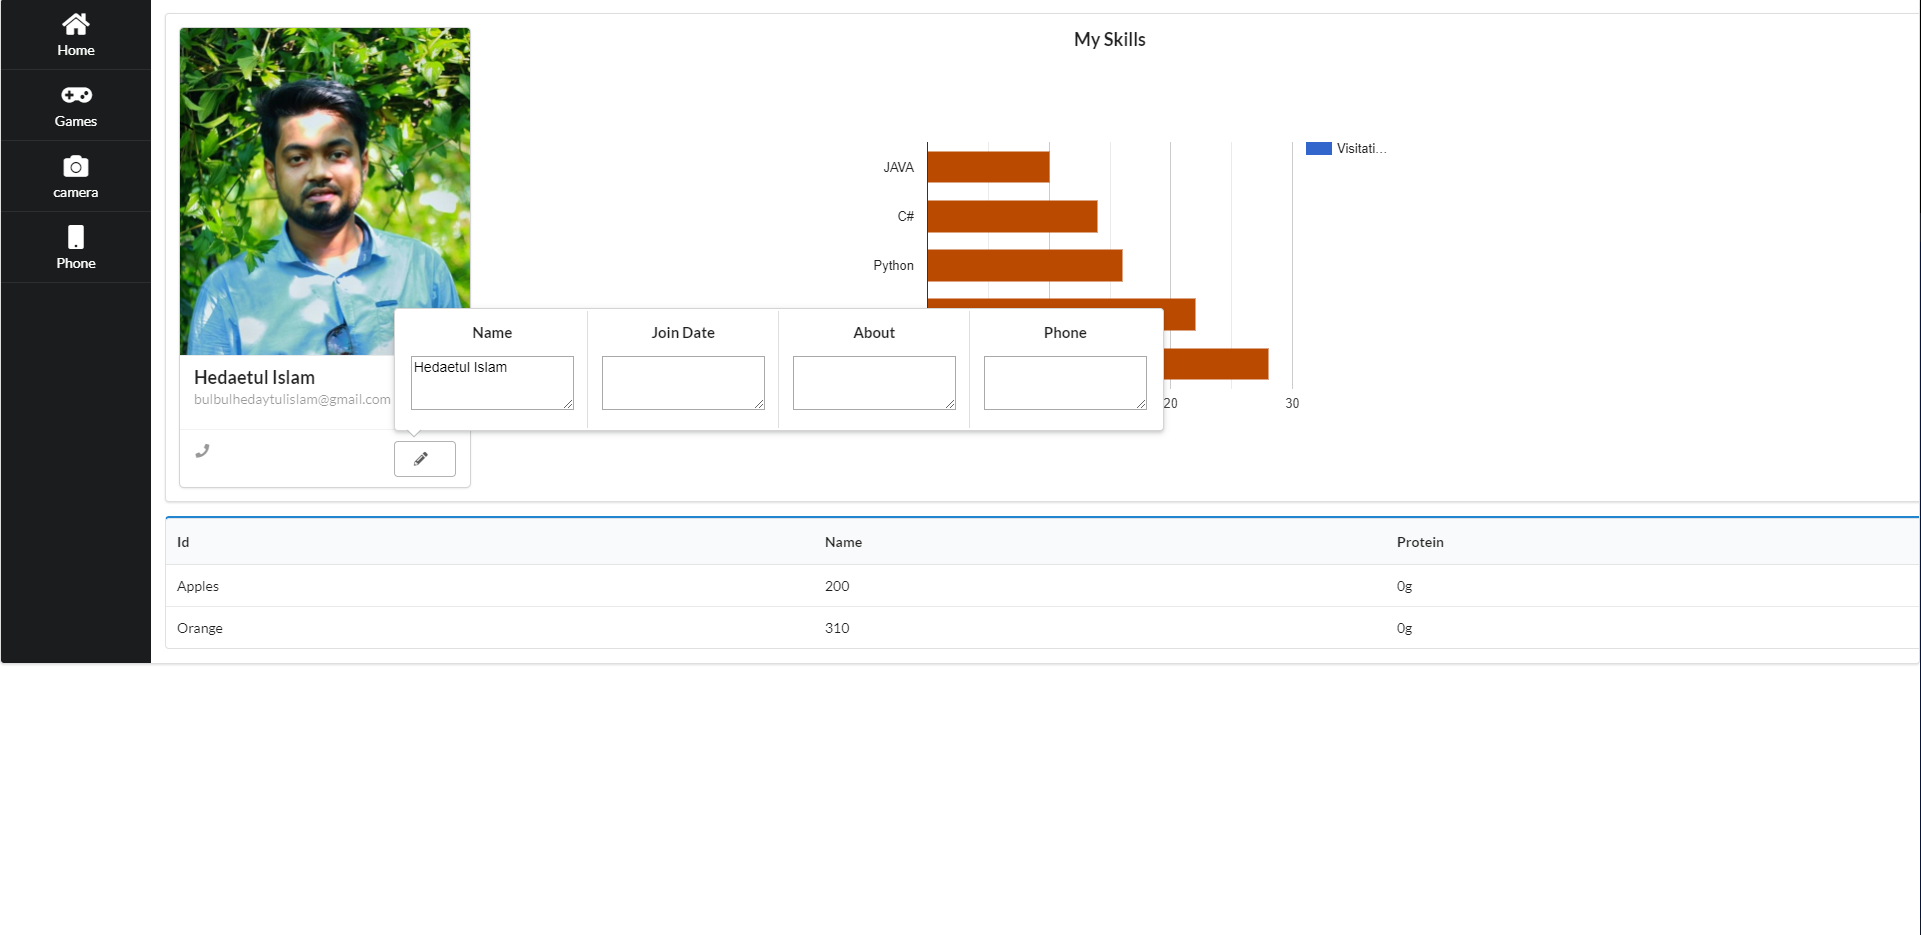 Home
Games
camera
Phone
My Skills
JAVA
C#
Python
Visitati...
20
30
Hedaetul Islam
bulbulhedaytulislam@gmail.com
Name
Join Date
About
Phone
Hedaetul Islam
Id
Name
Protein
Apples
200
0g
Orange
310
0g